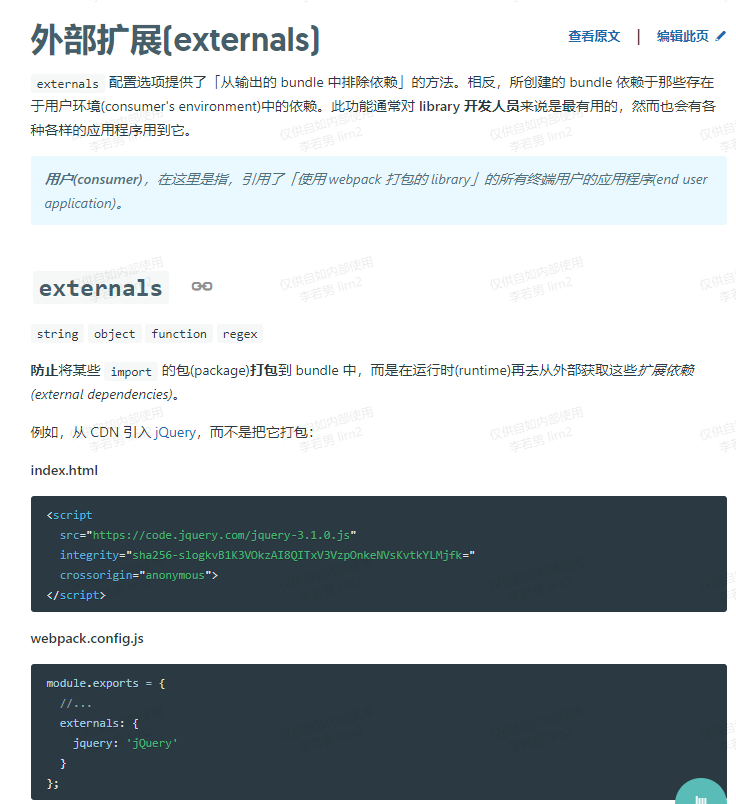 外部扩展(externals)
查看原文 | 编辑此页
externals 配置选项提供了「从输出的 bundle 中排除依赖」的方法。相反，所创建的 bundle 依赖于那些存在
于用户环境(consumer's environment)中的依赖。此功能通常对 library 开发人员来说是最有用的，然而也会有各
种各样的应用程序用到它。
用户(consumer)，在这里是指，引用了「使用 webpack 打包的 library」的所有终端用户的应用程序(end user
application)。
externals
string object function regex
防止将某些 import 的包(package)打包到 bundle 中，而是在运行时(runtime)再去从外部获取这些扩展依赖
(external dependencies)。
例如，从 CDN 引入 jQuery，而不是把它打包：
index.html
<script
src="https://code.jquery.com/jquery-3.1.0.js"
integrity="sha256-slogkvB1K3VOkzAI8QITxV3VzpOnkeNVsKvtkYLMjfk="
crossorigin="anonymous">
</script>
webpack.config.js
module.exports = {
//...
externals: {
jquery: 'jQuery'
}
};
仅供自如内部使用
李若男 lirn2